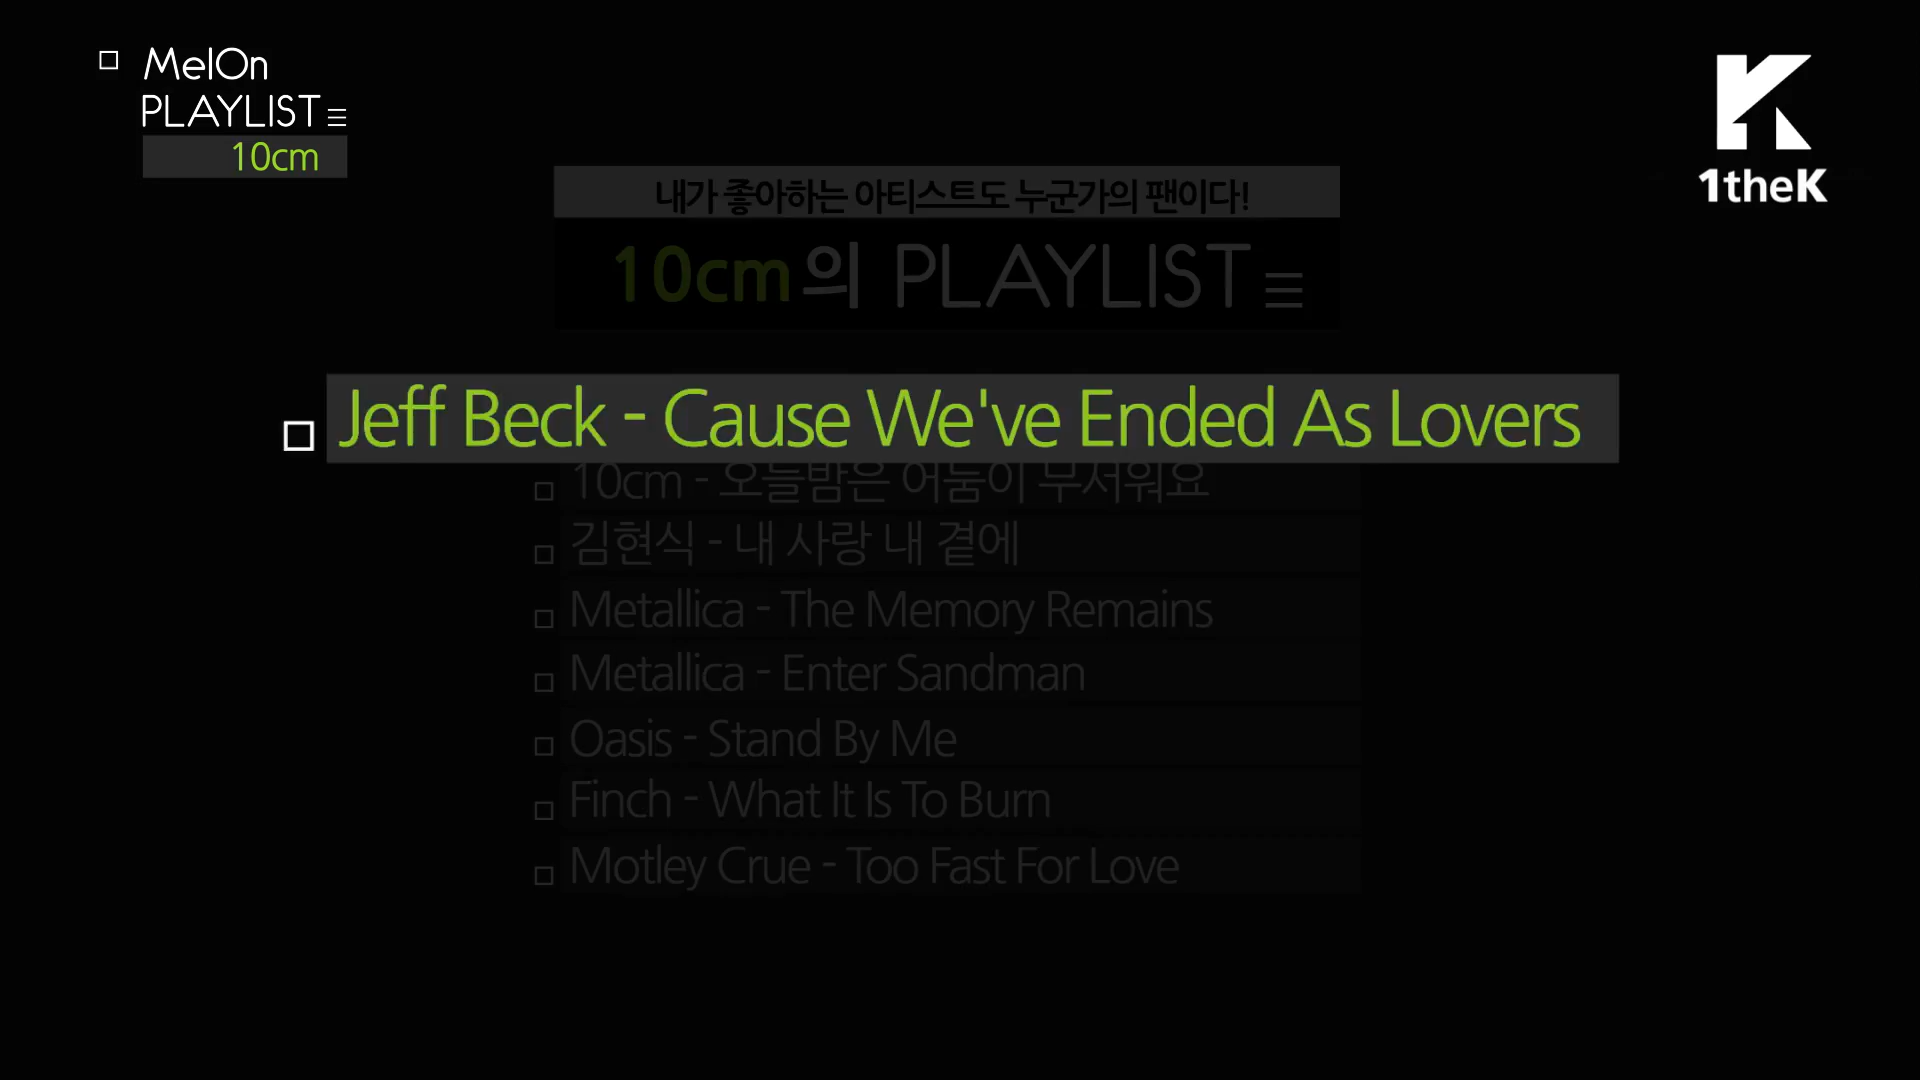 MelOn
PLAYLIST
10cm
1theK
내가 좋아하는 아티스트도 누군가의 팬이다!
10cm의 PLAYLIST
Jeff Beck - Cause We've Ended As Lovers
10cm - 오늘밤은 어둠이 무서워요
김현식 - 내 사랑 내 곁에
Metallica - The Memory Remains
Metallica - Enter Sandman
Oasis - Stand By Me
Finch - What It Is To Burn
Motley Crue - Too Fast For Love